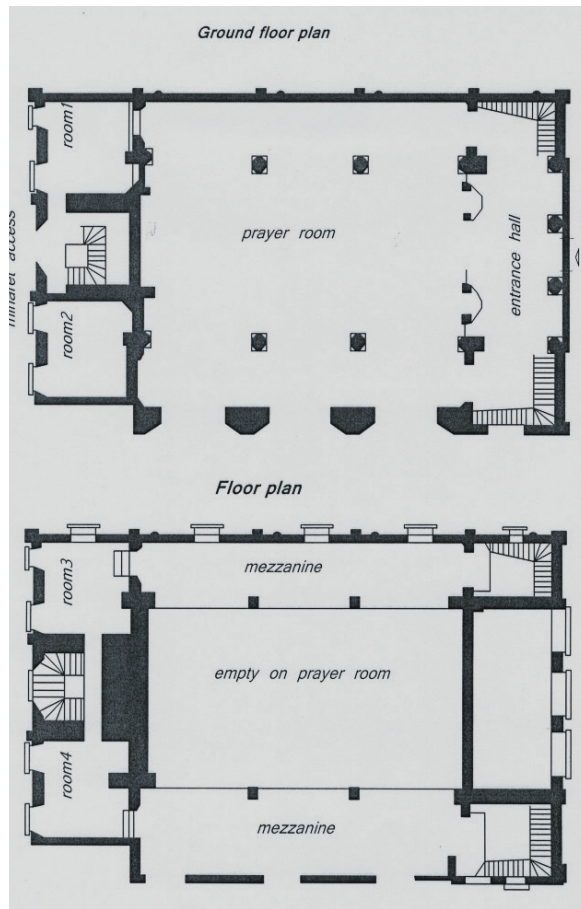 Ground floor plan
room1
minaret access
prayer room
entrance hall
room2
Floor plan
mezzanine
room3
empty on prayer room
room4
mezzanine